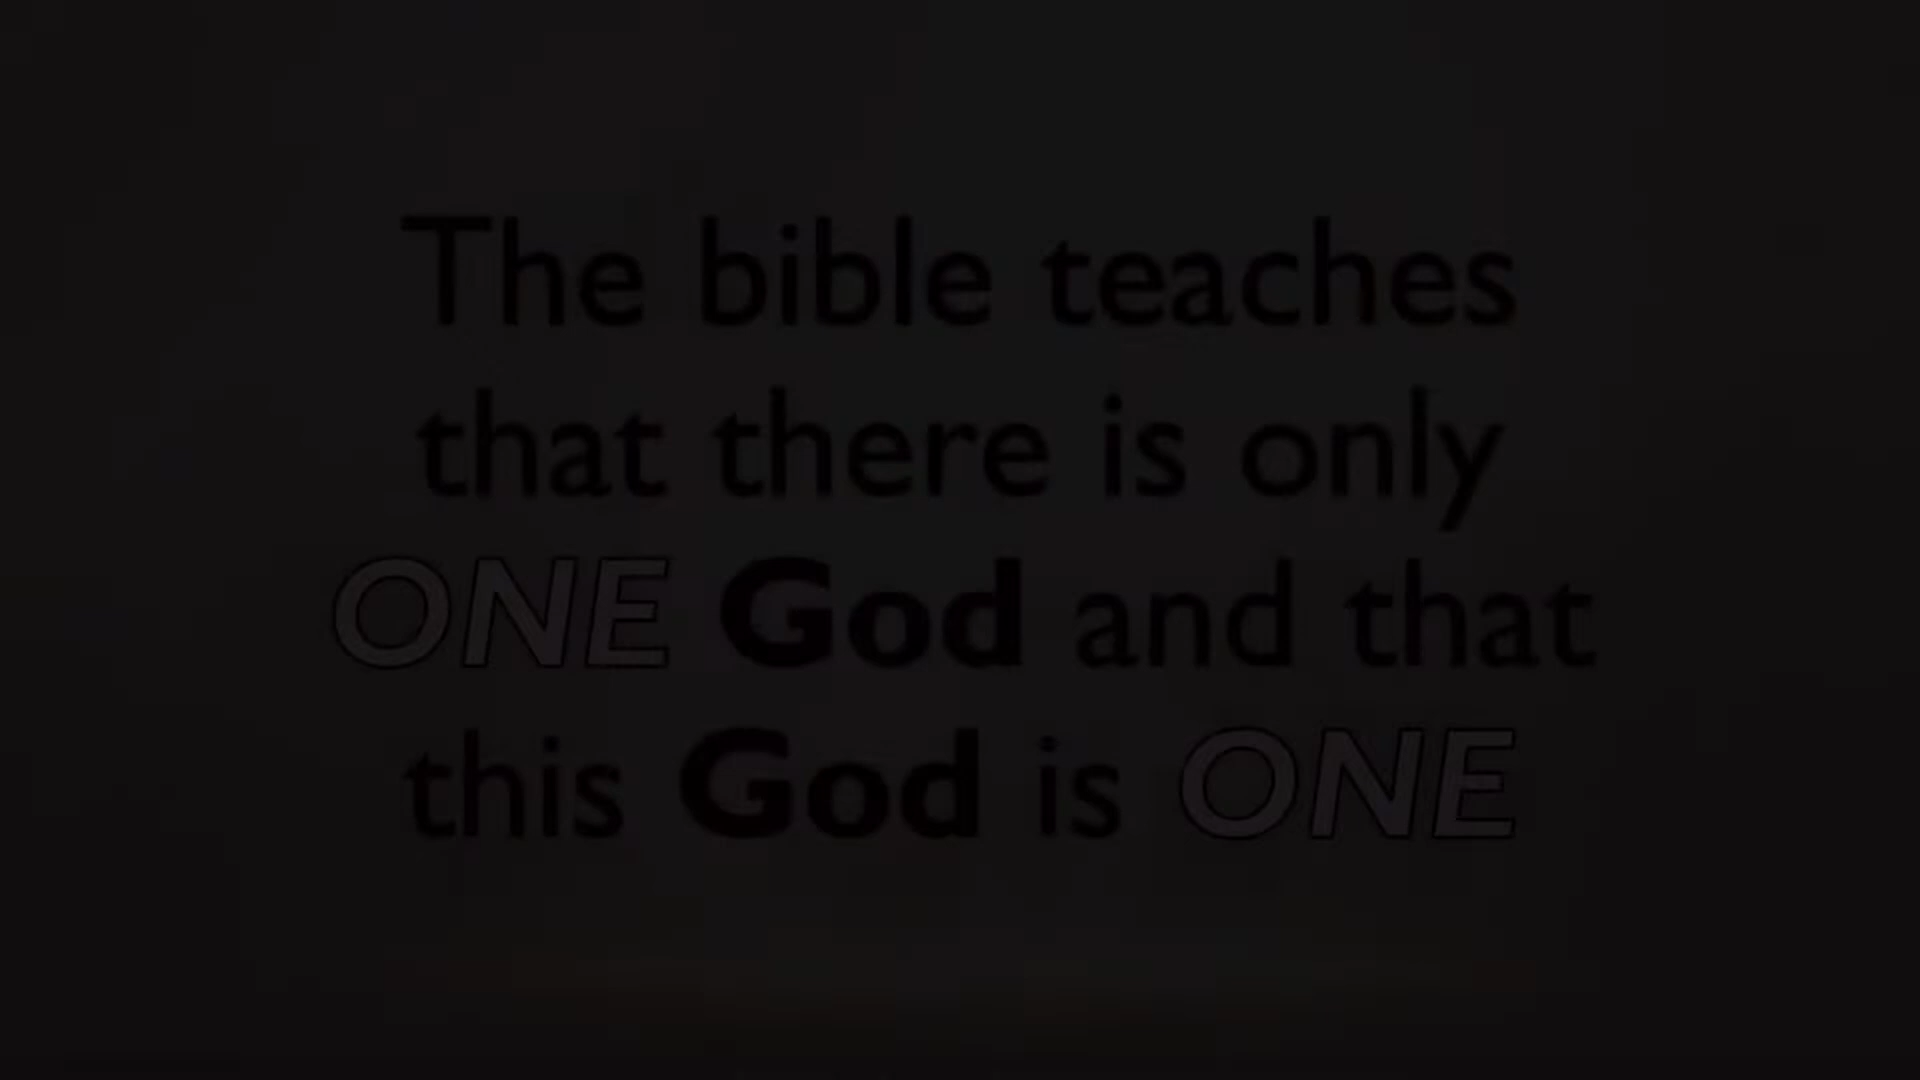 The bible teaches
that there is only
ONE God and that
this God is ONE